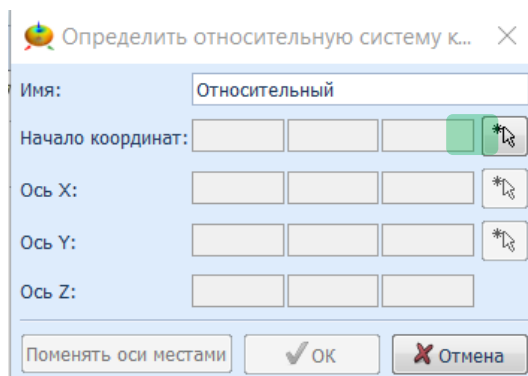 Определить относительную систему к...
Имя: Относительный
Начало координат:
Ось X:
Ось Y:
Ось Z:
Поменять оси местами OK Отмена